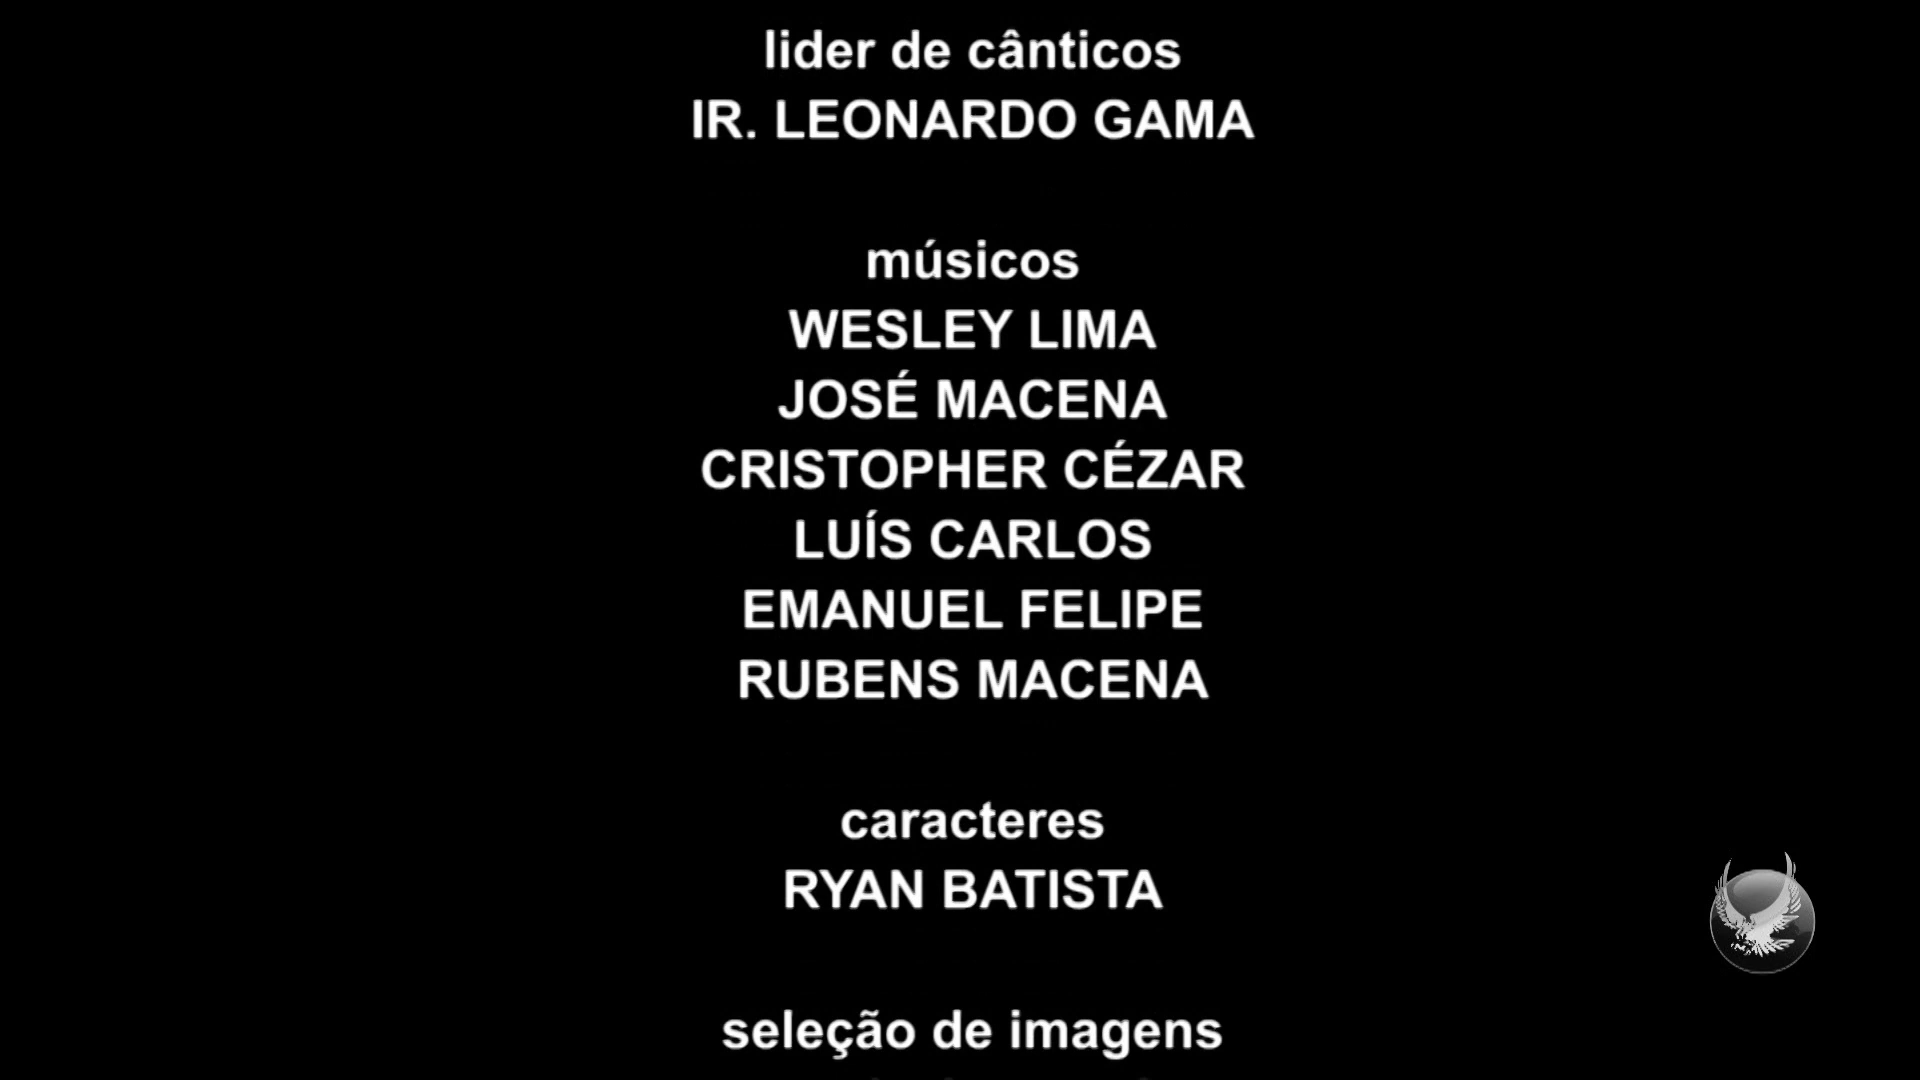 lider de cânticos
IR. LEONARDO GAMA
músicos
WESLEY LIMA
JOSÉ MACENA
CRISTOPHER CÉZAR
LUÍS CARLOS
EMANUEL FELIPE
RUBENS MACENA
caracteres
RYAN BATISTA
seleção de imagens